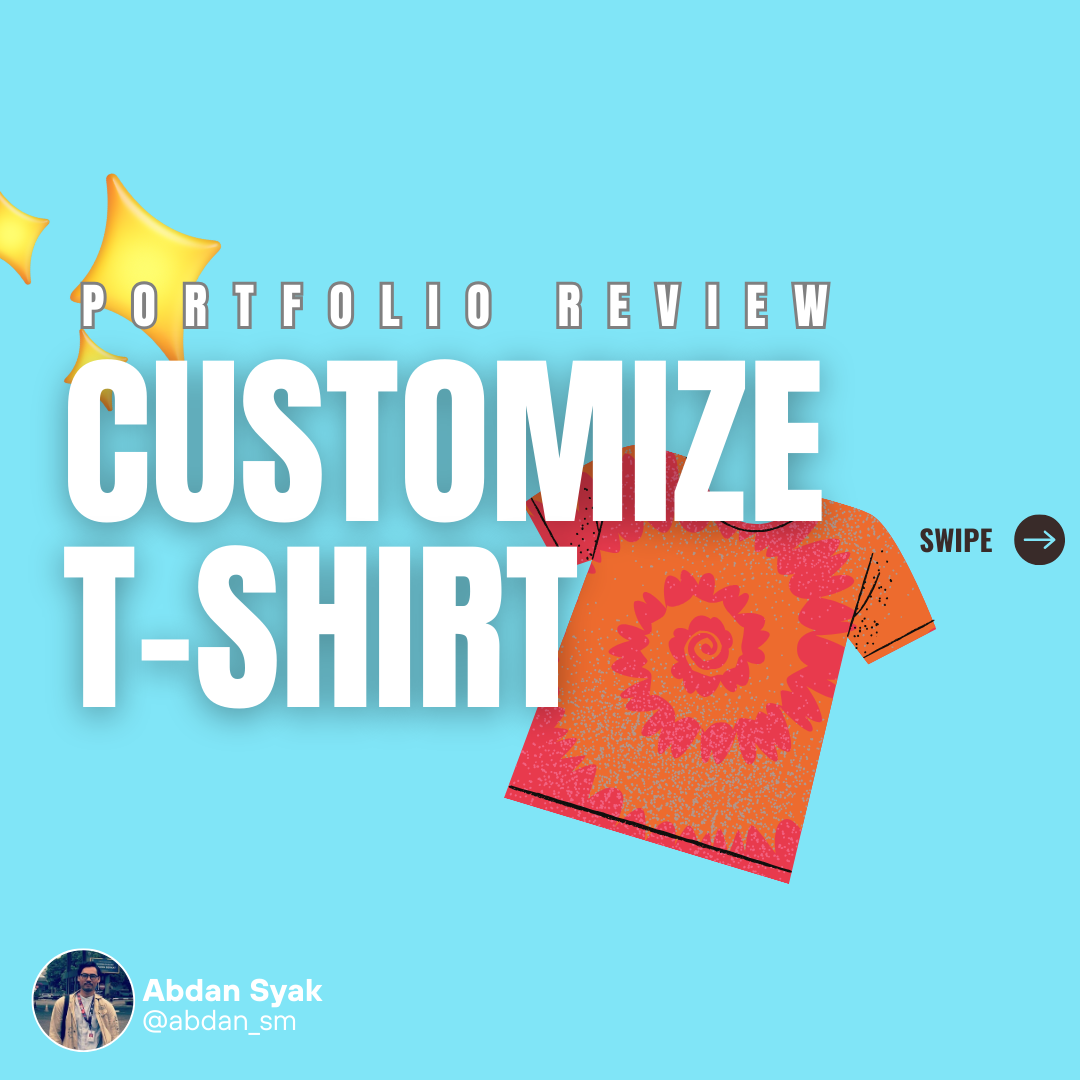 PORTFOLIO REVIEW
CUSTOMIZE
T-SHIRT
SWIPE
Abdan Syak
@abdan_sm